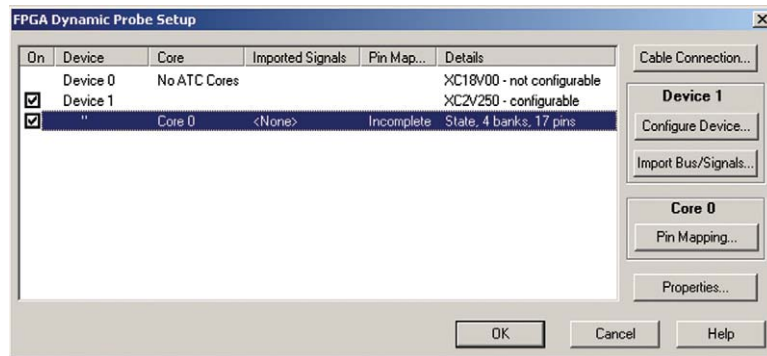 FPGA Dynamic Probe Setup
On Device Core Imported Signals Pin Map... Details
Device 0 No ATC Cores XC18V00 - not configurable
Device 1 XC2V250 - configurable
" Core 0 <None> Incomplete State, 4 banks, 17 pins
Cable Connection...
Device 1
Configure Device...
Import Bus/Signals...
Core 0
Pin Mapping...
Properties...
OK Cancel Help